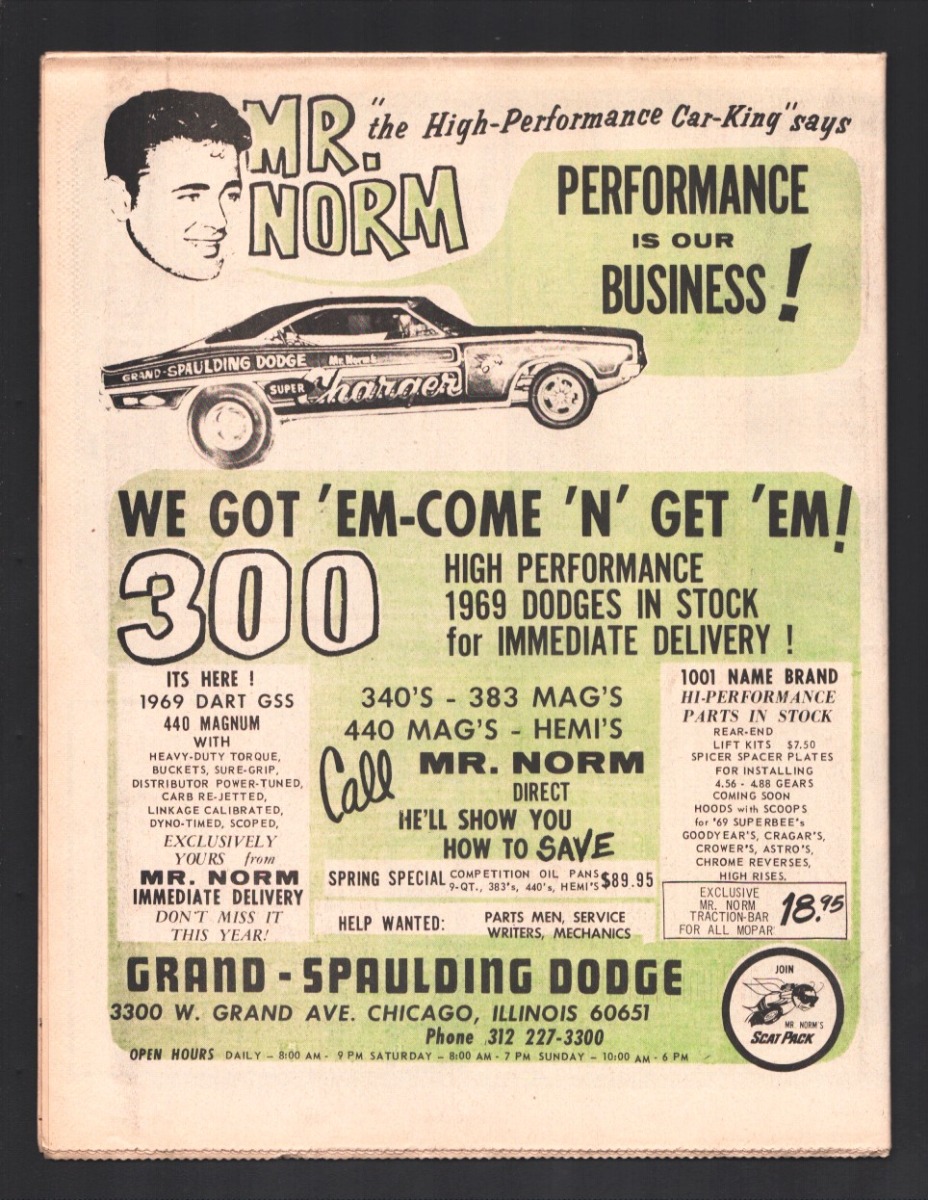 MR. NORM
"the High-Performance Car-King" says
PERFORMANCE
IS OUR
BUSINESS!
GRAND-SPAULDING DODGE Mr. Norm's
SUPER Charger
WE GOT 'EM-COME 'N' GET 'EM!
300
HIGH PERFORMANCE
1969 DODGES IN STOCK
for IMMEDIATE DELIVERY !
ITS HERE !
1969 DART GSS
440 MAGNUM
WITH
HEAVY-DUTY TORQUE,
BUCKETS, SURE-GRIP,
DISTRIBUTOR POWER-TUNED,
CARB RE-JETTED,
LINKAGE CALIBRATED,
DYNO-TIMED, SCOPED,
EXCLUSIVELY
YOURS from
MR. NORM
IMMEDIATE DELIVERY
DON'T MISS IT
THIS YEAR!
340'S - 383 MAG'S
440 MAG'S - HEMI'S
Call MR. NORM
DIRECT
HE'LL SHOW YOU
HOW TO SAVE
SPRING SPECIAL COMPETITION OIL PANS $89.95
9-QT., 383's, 440's, HEMI'S
HELP WANTED: PARTS MEN, SERVICE
WRITERS, MECHANICS
1001 NAME BRAND
HI-PERFORMANCE
PARTS IN STOCK
REAR-END
LIFT KITS $7.50
SPICER SPACER PLATES
FOR INSTALLING
4.56 - 4.88 GEARS
COMING SOON
HOODS with SCOOPS
for '69 SUPERBEE's
GOODYEAR'S, CRAGAR'S,
CROWER'S, ASTRO'S,
CHROME REVERSES,
HIGH RISES.
EXCLUSIVE
MR. NORM
TRACTION-BAR 18.95
FOR ALL MOPAR
GRAND-SPAULDING DODGE
3300 W. GRAND AVE. CHICAGO, ILLINOIS 60651
Phone 312 227-3300
OPEN HOURS DAILY - 8:00 AM - 9 PM SATURDAY - 8:00 AM - 7 PM SUNDAY - 10:00 AM - 6 PM
JOIN
MR. NORM'S
SCAT PACK